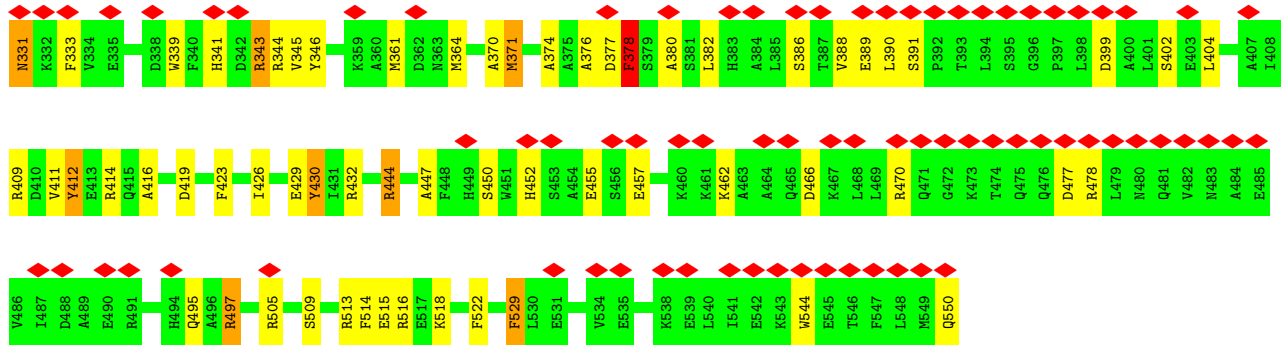 N331 K332 F333 V334 E335 D338 W339 F340 H341 D342 R343 R344 V345 Y346 K359 A360 M361 D362 N363 M364 A370 M371 A374 A375 A376 D377 F378 S379 A380 S381 L382 H383 A384 L385 S386 T387 V388 E389 L390 S391 P392 T393 L394 S395 G396 P397 L398 D399 A400 L401 S402 E403 L404 A407 I408
R409 D410 V411 Y412 E413 R414 Q415 A416 D419 F423 I426 E429 Y430 I431 R432 R444 A447 F448 H449 S450 W451 H452 S453 A454 E455 S456 E457 K460 K461 K462 A463 A464 Q465 D466 K467 L468 L469 R470 Q471 G472 K473 T474 Q475 Q476 D477 R478 L479 N480 Q481 V482 N483 A484 E485
V486 I487 D488 A489 E490 R491 H494 Q495 A496 R497 R505 S509 R513 F514 E515 R516 E517 K518 F522 F529 L530 E531 V534 E535 K538 E539 L540 I541 E542 K543 W544 E545 T546 F547 L548 M549 Q550